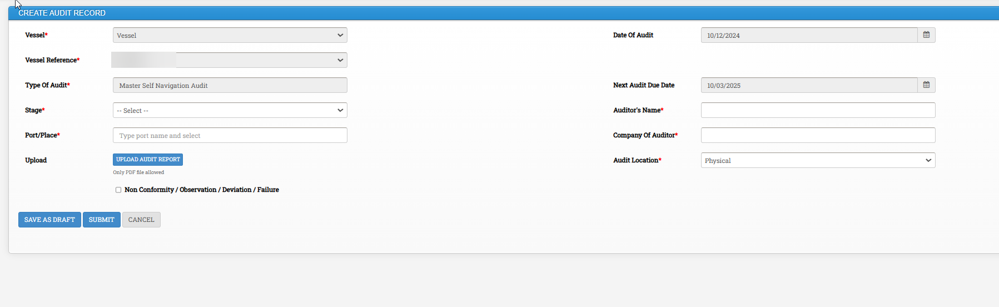 CREATE AUDIT RECORD
Vessel* Vessel Date Of Audit 10/12/2024
Vessel Reference*
Type Of Audit* Master Self Navigation Audit Next Audit Due Date 10/03/2025
Stage* -- Select -- Auditor's Name*
Port/Place* Type port name and select Company Of Auditor*
Upload UPLOAD AUDIT REPORT Audit Location* Physical
Only PDF file allowed
Non Conformity / Observation / Deviation / Failure
SAVE AS DRAFT SUBMIT CANCEL